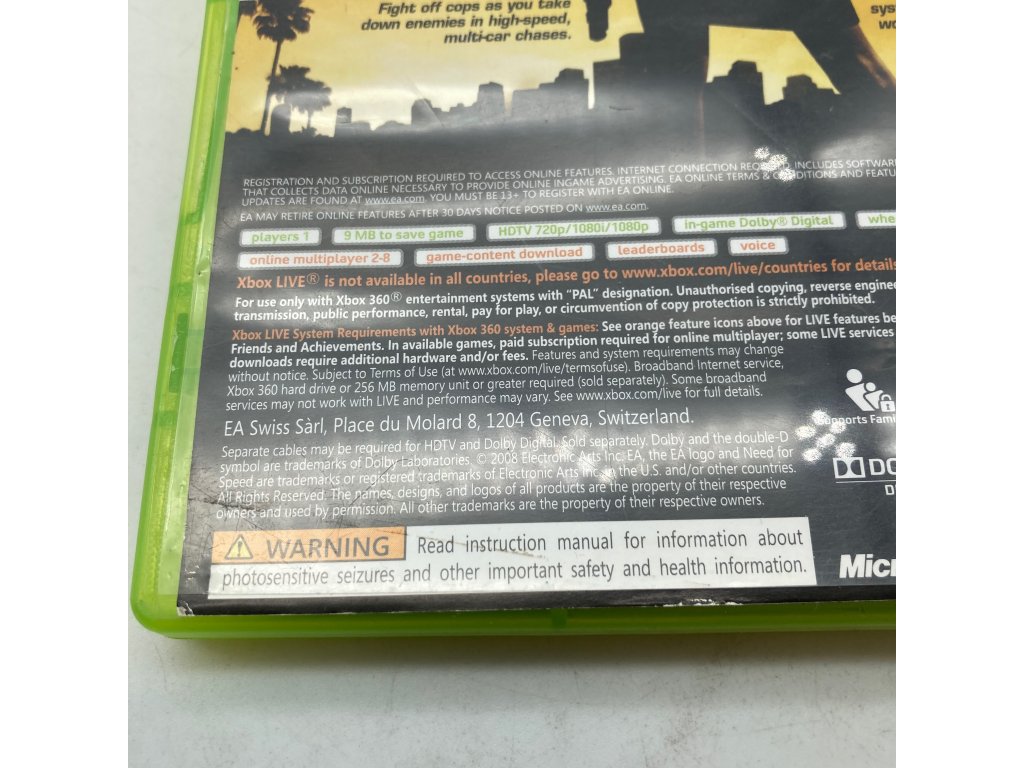 Fight off cops as you take
down enemies in high-speed,
multi-car chases.
REGISTRATION AND SUBSCRIPTION REQUIRED TO ACCESS ONLINE FEATURES. INTERNET CONNECTION REQUIRED. INCLUDES SOFTWAR
THAT COLLECTS DATA ONLINE NECESSARY TO PROVIDE ONLINE INGAME ADVERTISING. EA ONLINE TERMS & CONDITIONS AND FEATU
UPDATES ARE FOUND AT www.ea.com. YOU MUST BE 13+ TO REGISTER WITH EA ONLINE.
EA MAY RETIRE ONLINE FEATURES AFTER 30 DAYS NOTICE POSTED ON www.ea.com.
players 1 9 MB to save game HDTV 720p/1080i/1080p in-game Dolby® Digital whe
online multiplayer 2-8 game-content download leaderboards voice
Xbox LIVE® is not available in all countries, please go to www.xbox.com/live/countries for details
For use only with Xbox 360® entertainment systems with "PAL" designation. Unauthorised copying, reverse engine
transmission, public performance, rental, pay for play, or circumvention of copy protection is strictly prohibited.
Xbox LIVE System Requirements with Xbox 360 system & games: See orange feature icons above for LIVE features be
Friends and Achievements. In available games, paid subscription required for online multiplayer; some LIVE services
downloads require additional hardware and/or fees. Features and system requirements may change
without notice. Subject to Terms of Use (at www.xbox.com/live/termsofuse). Broadband Internet service,
Xbox 360 hard drive or 256 MB memory unit or greater required (sold separately). Some broadband
services may not work with LIVE and performance may vary. See www.xbox.com/live for full details.
EA Swiss Sàrl, Place du Molard 8, 1204 Geneva, Switzerland.
Separate cables may be required for HDTV and Dolby Digital. Sold separately. Dolby and the double-D
symbol are trademarks of Dolby Laboratories. © 2008 Electronic Arts Inc. EA, the EA logo and Need for
Speed are trademarks or registered trademarks of Electronic Arts Inc. in the U.S. and/or other countries.
All Rights Reserved. The names, designs, and logos of all products are the property of their respective
owners and used by permission. All other trademarks are the property of their respective owners.
WARNING Read instruction manual for information about
photosensitive seizures and other important safety and health information.
sys
wo
Supports Fami
DO
D
Micr